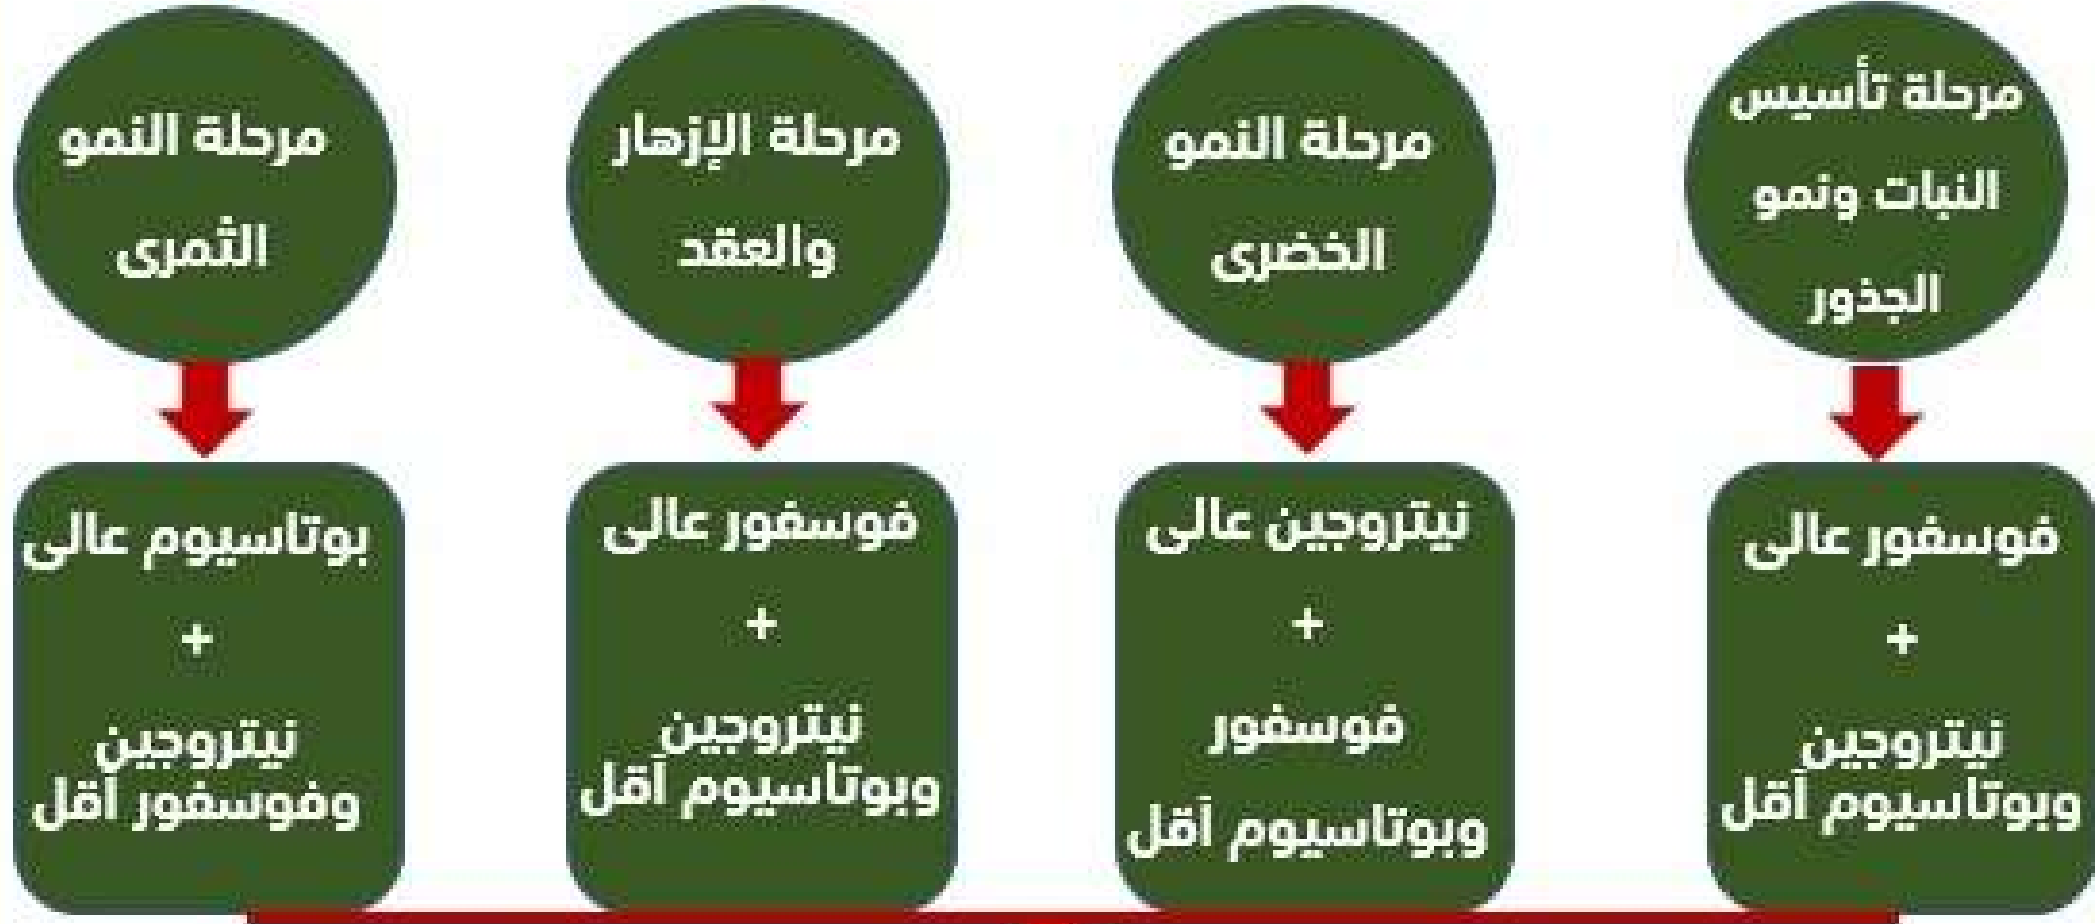 مرحلة تأسيس
النبات ونمو
الجذور
مرحلة النمو
الخضرى
مرحلة الإزهار
والعقد
مرحلة النمو
الثمرى
فوسفور عالى
+
نيتروجين
وبوتاسيوم أقل
نيتروجين عالى
+
فوسفور
وبوتاسيوم أقل
فوسفور عالى
+
نيتروجين
وبوتاسيوم أقل
بوتاسيوم عالى
+
نيتروجين
وفوسفور أقل